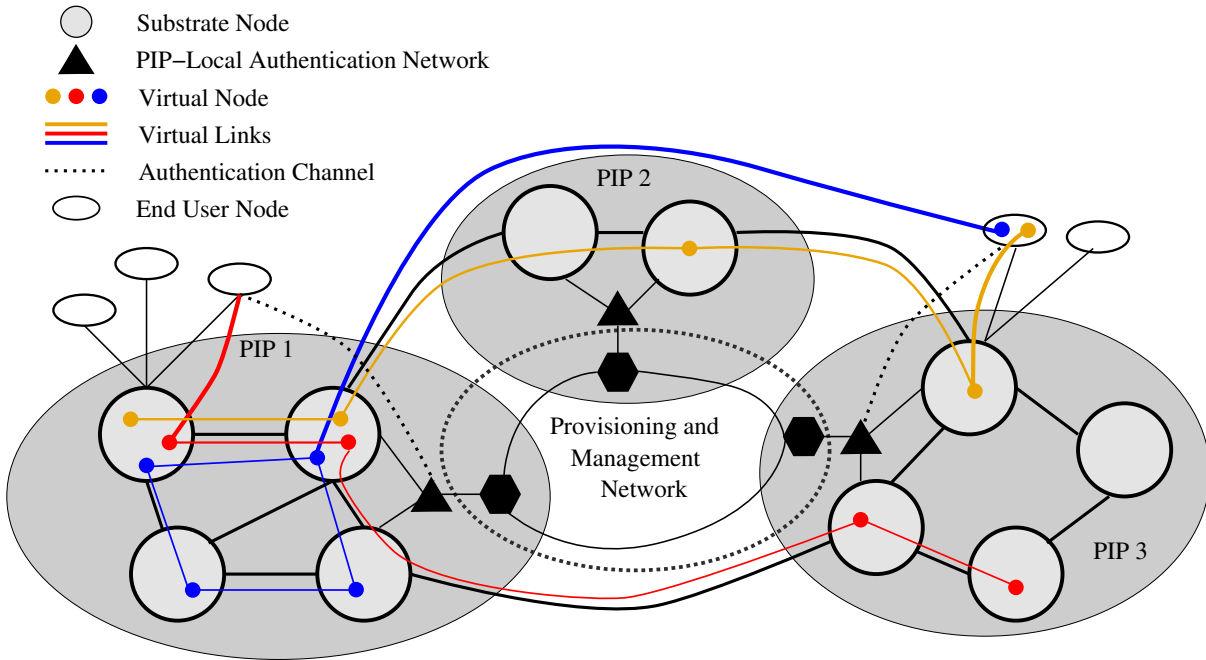 Substrate Node
PIP−Local Authentication Network
Virtual Node
Virtual Links
Authentication Channel
End User Node
PIP 2
PIP 1
Provisioning and
Management
Network
PIP 3